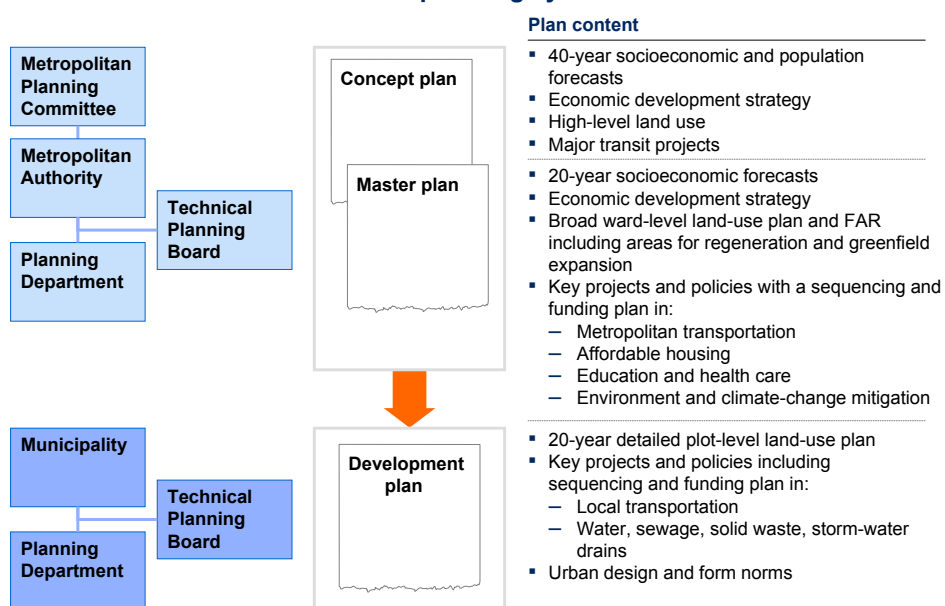 Plan content
Metropolitan
Planning
Committee
Metropolitan
Authority
Technical
Planning
Board
Planning
Department
Concept plan
Master plan
▪ 40-year socioeconomic and population
forecasts
▪ Economic development strategy
▪ High-level land use
▪ Major transit projects
▪ 20-year socioeconomic forecasts
▪ Economic development strategy
▪ Broad ward-level land-use plan and FAR
including areas for regeneration and greenfield
expansion
▪ Key projects and policies with a sequencing and
funding plan in:
– Metropolitan transportation
– Affordable housing
– Education and health care
– Environment and climate-change mitigation
Municipality
Technical
Planning
Board
Planning
Department
Development
plan
▪ 20-year detailed plot-level land-use plan
▪ Key projects and policies including
sequencing and funding plan in:
– Local transportation
– Water, sewage, solid waste, storm-water
drains
▪ Urban design and form norms